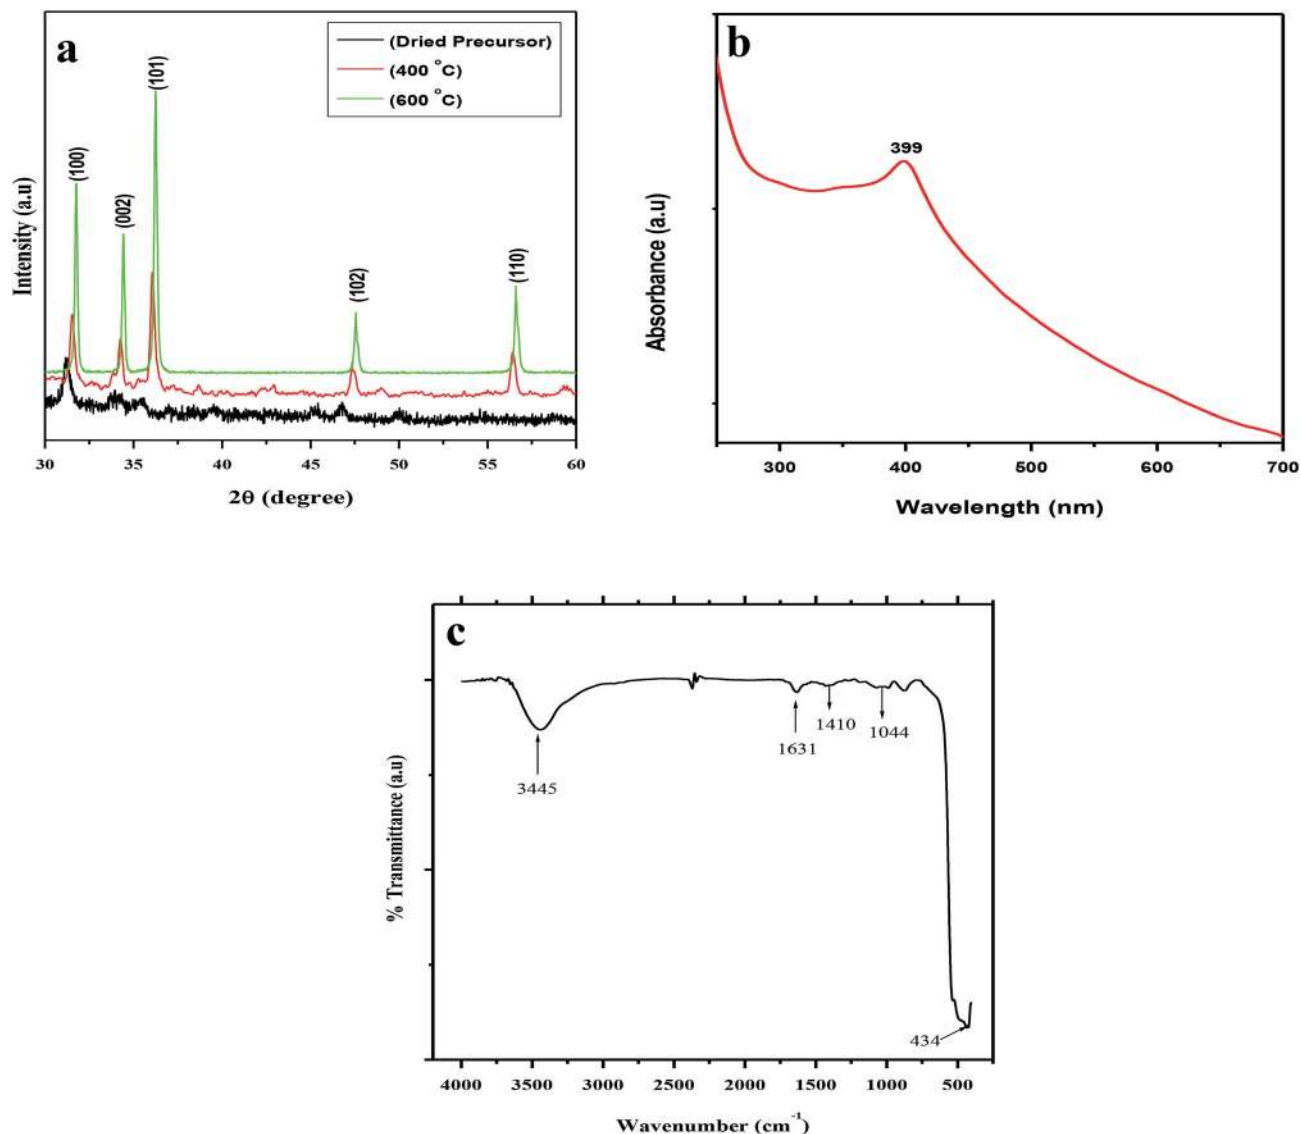 a
(Dried Precursor)
(400 °C)
(600 °C)
(100)
(002)
(101)
(102)
(110)
Intensity (a.u)
30 35 40 45 50 55 60
2θ (degree)
b
399
Absorbance (a.u)
300 400 500 600 700
Wavelength (nm)
c
3445
1631
1410
1044
434
% Transmittance (a.u)
4000 3500 3000 2500 2000 1500 1000 500
Wavenumber (cm⁻¹)